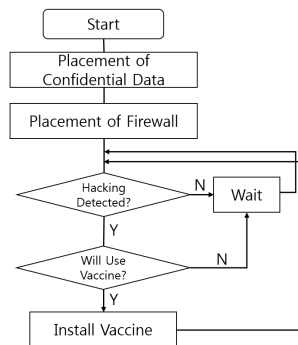 Start
Placement of
Confidential Data
Placement of Firewall
Hacking
Detected?
N
Wait
Y
Will Use
Vaccine?
N
Y
Install Vaccine